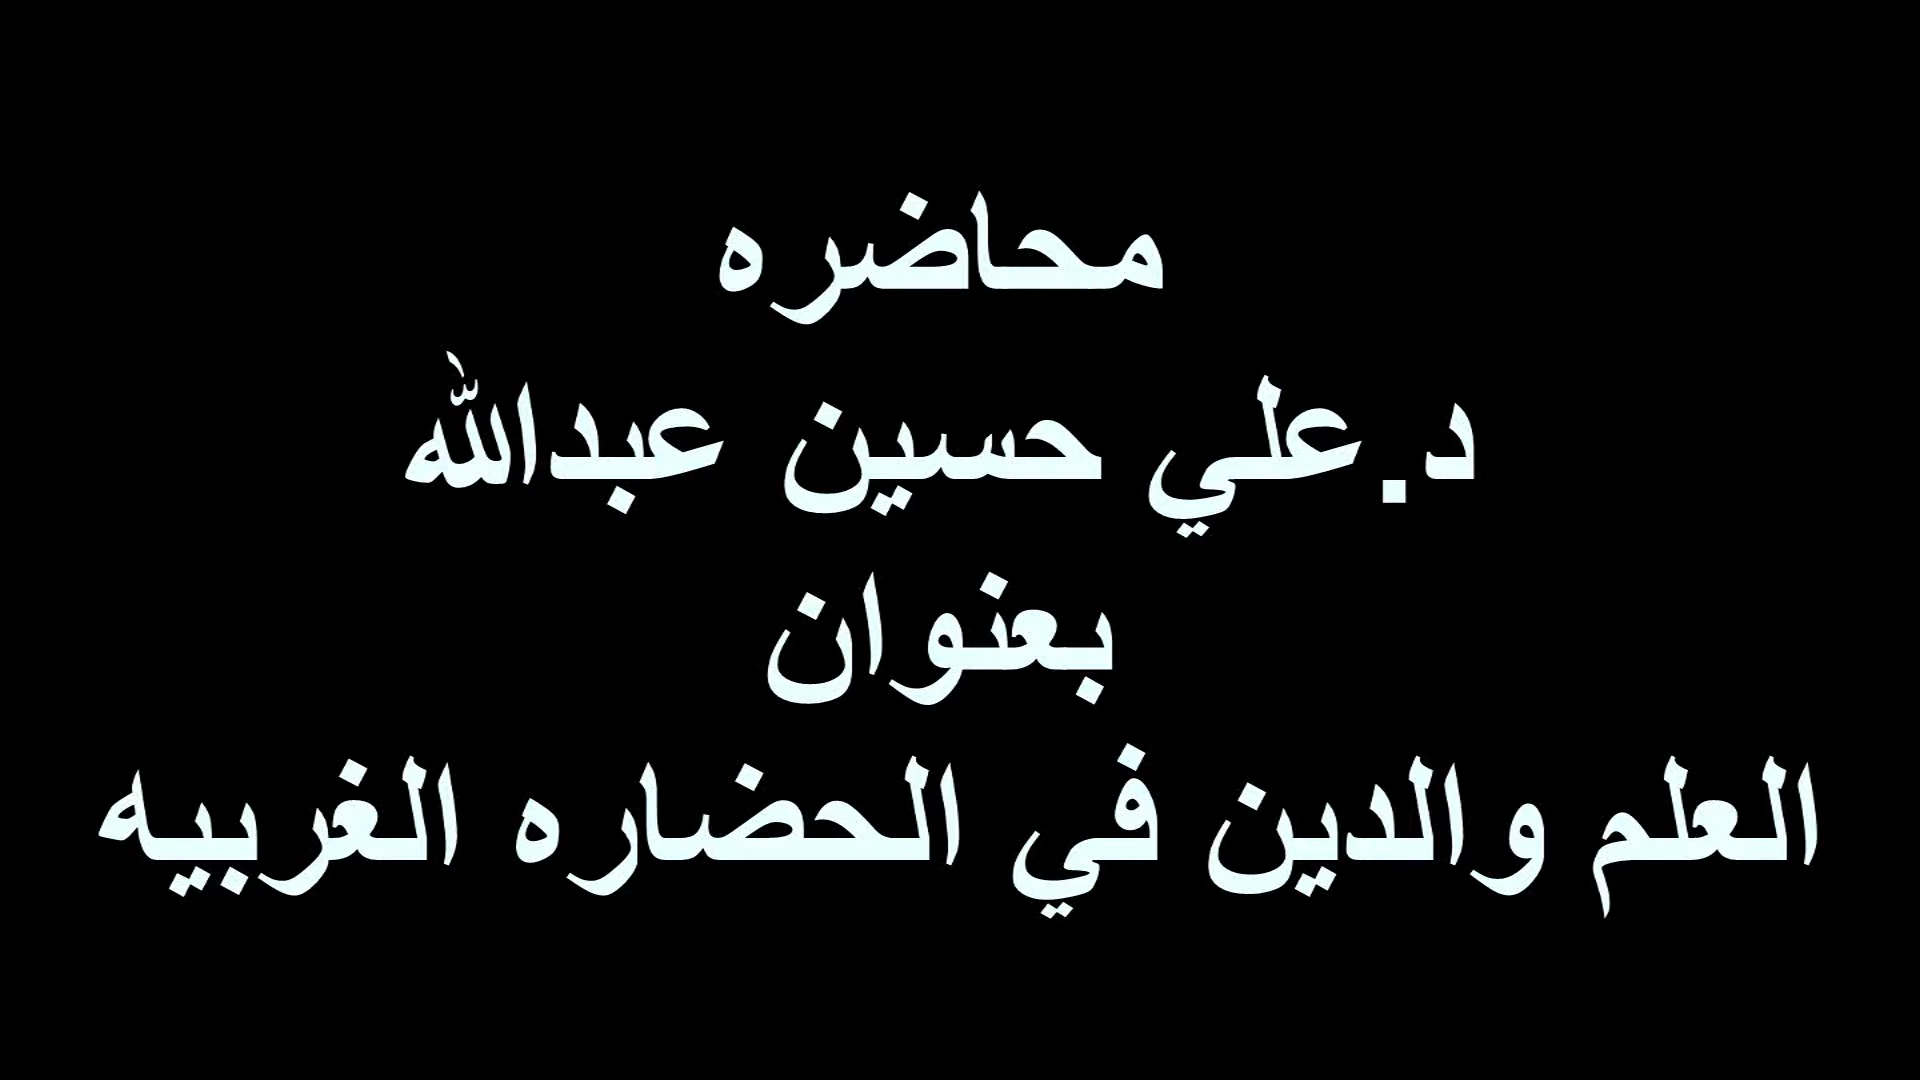 محاضره
د.علي حسين عبدالله
بعنوان
العلم والدين في الحضاره الغربيه